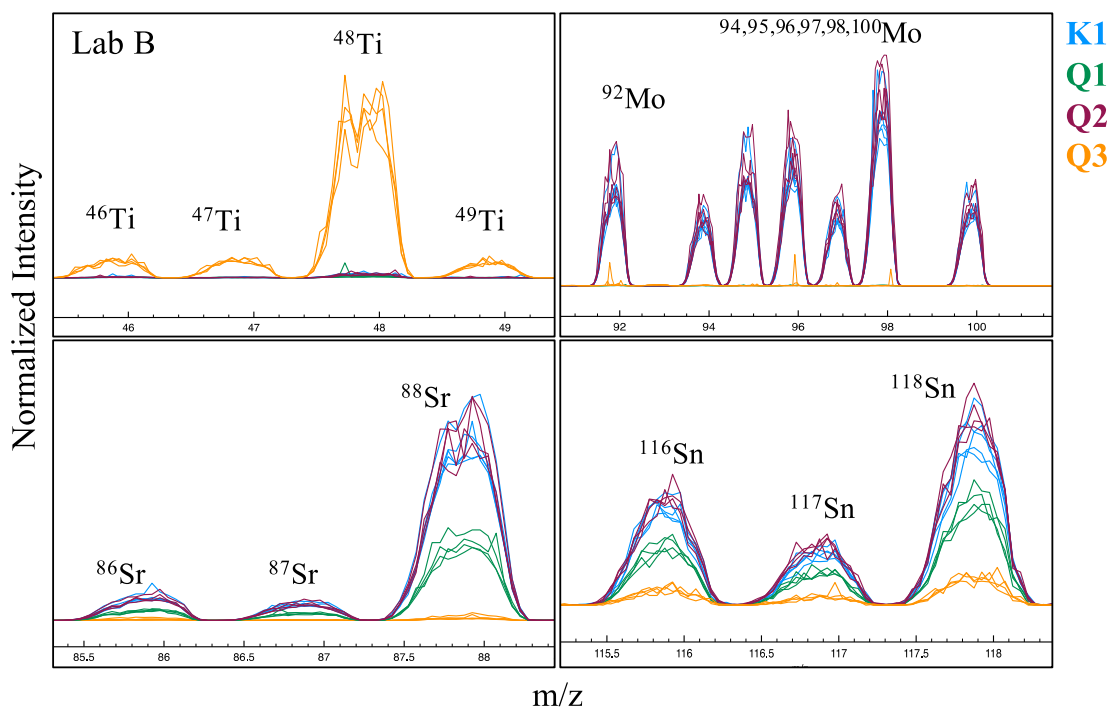 Lab B
⁴⁸Ti
⁴⁶Ti
⁴⁷Ti
⁴⁹Ti
46
47
48
49
94,95,96,97,98,100Mo
⁹²Mo
92
94
96
98
100
K1
Q1
Q2
Q3
Normalized Intensity
⁸⁸Sr
⁸⁶Sr
⁸⁷Sr
85.5
86
86.5
87
87.5
88
¹¹⁸Sn
¹¹⁶Sn
¹¹⁷Sn
115.5
116
116.5
117
117.5
118
m/z